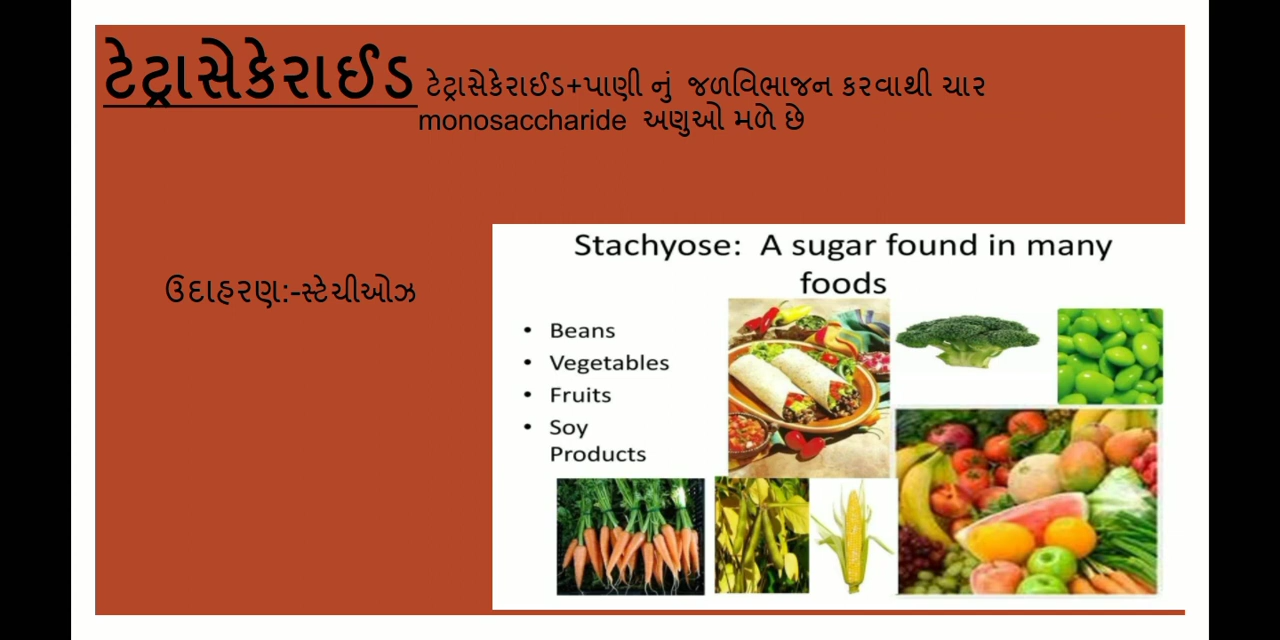 ટેટ્રાસેકેરાઈડ ટેટ્રાસેકેરાઈડ+પાણી નું જળવિભાજન કરવાથી ચાર
monosaccharide અણુઓ મળે છે
ઉદાહરણ:-સ્ટેચીઓઝ
Stachyose: A sugar found in many
foods
• Beans
• Vegetables
• Fruits
• Soy
Products